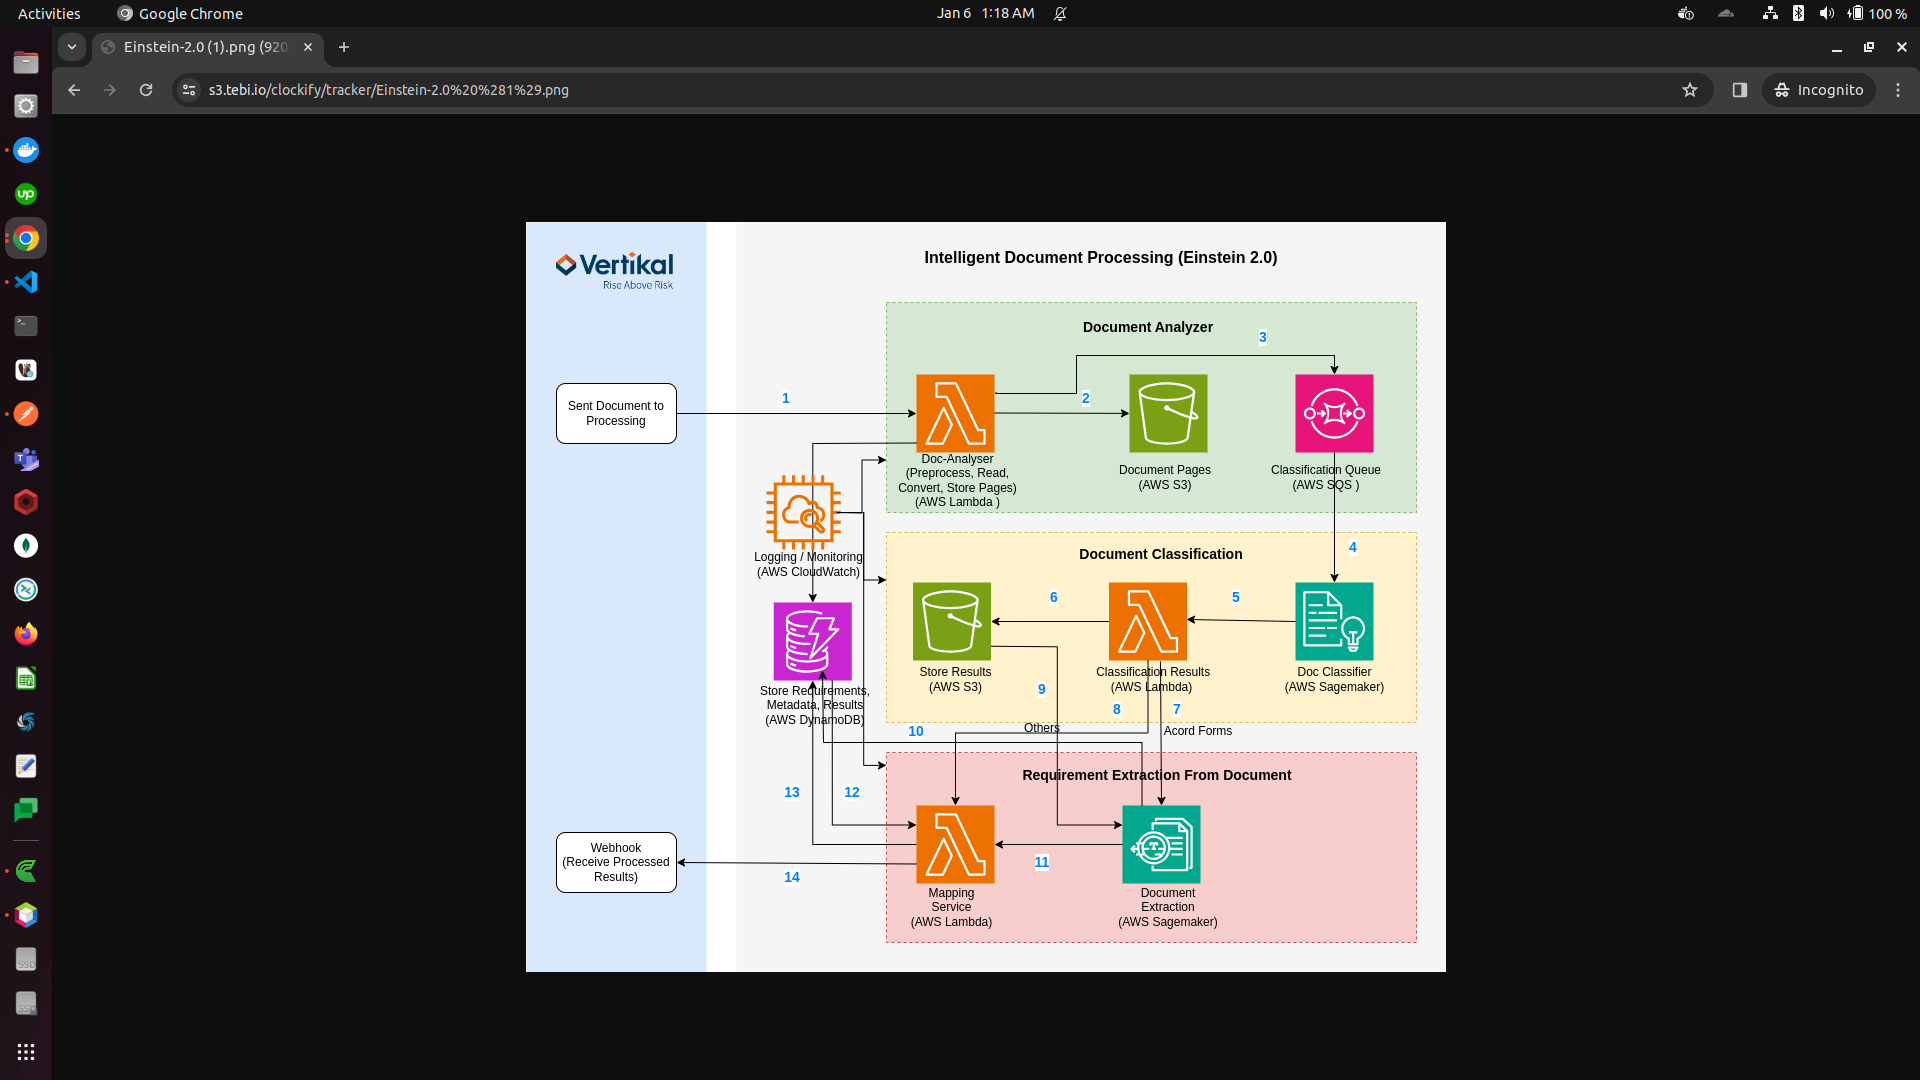 Activities
Google Chrome
Jan 6 1:18 AM
100 %
Einstein-2.0 (1).png (920
s3.tebi.io/clockify/tracker/Einstein-2.0%20%281%29.png
Incognito
Vertikal
Rise Above Risk
Intelligent Document Processing (Einstein 2.0)
Document Analyzer
3
Sent Document to
Processing
1
2
Doc-Analyser
(Preprocess, Read,
Convert, Store Pages)
(AWS Lambda )
Document Pages
(AWS S3)
Classification Queue
(AWS SQS )
Logging / Monitoring
(AWS CloudWatch)
4
Document Classification
6
5
Store Results
(AWS S3)
Classification Results
(AWS Lambda)
Doc Classifier
(AWS Sagemaker)
Store Requirements,
Metadata, Results
(AWS DynamoDB)
9
8
7
10
Others
Acord Forms
Requirement Extraction From Document
13
12
Webhook
(Receive Processed
Results)
14
11
Mapping
Service
(AWS Lambda)
Document
Extraction
(AWS Sagemaker)
up
T
SSD
SSD